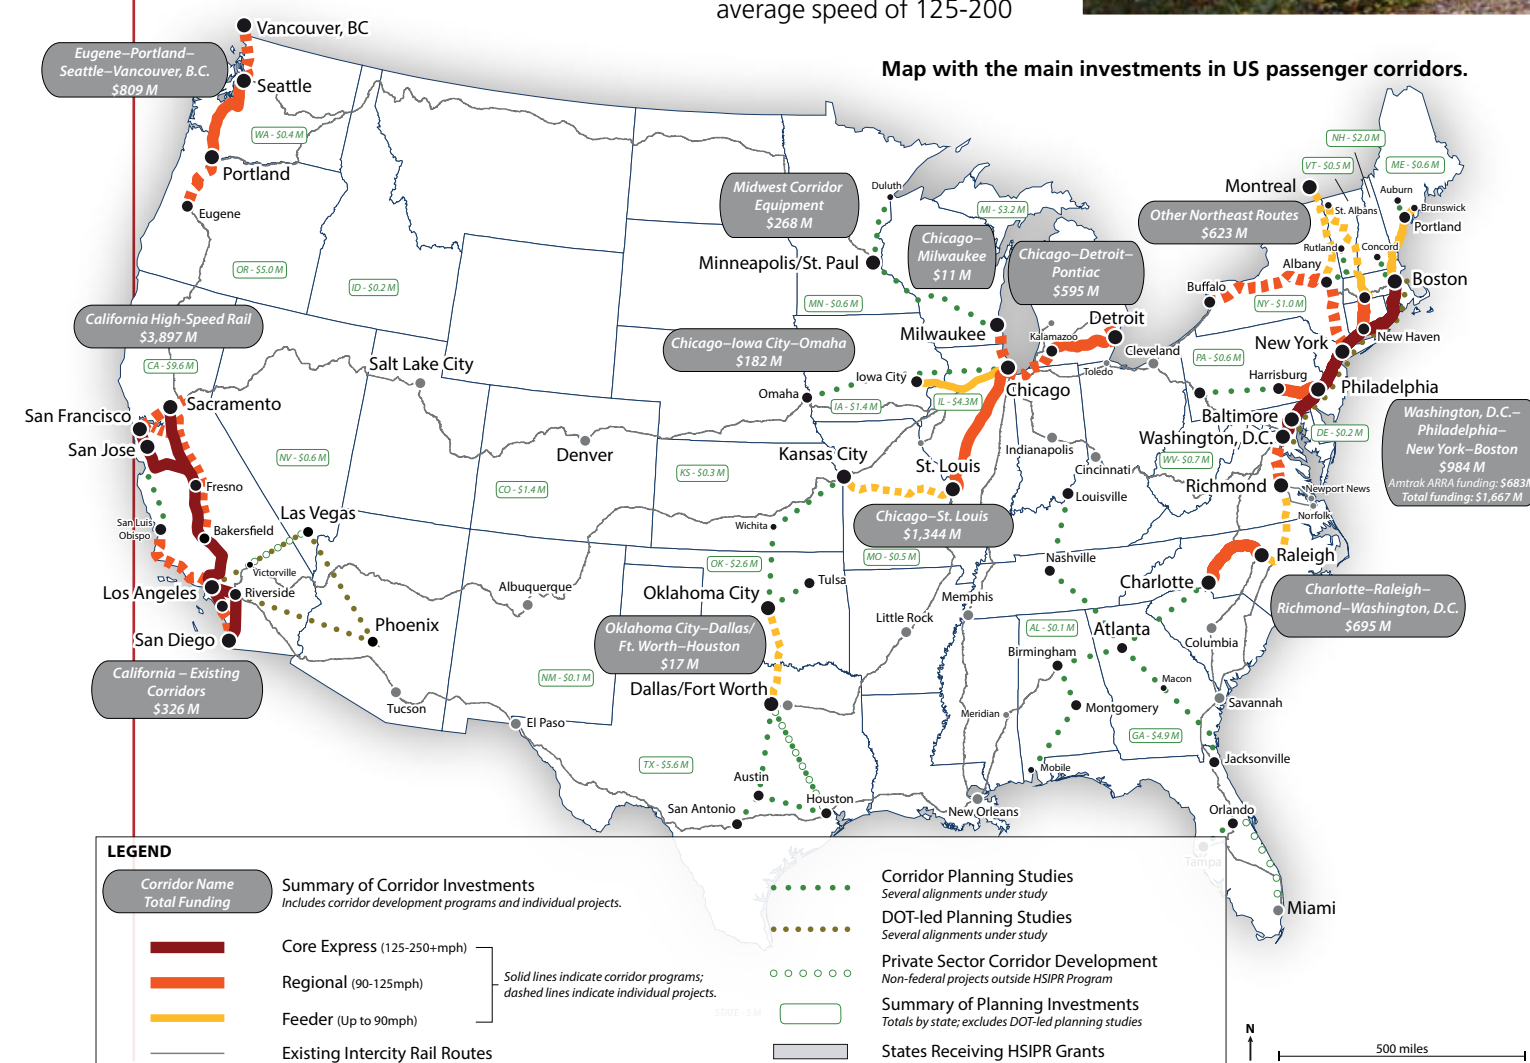 average speed of 125-200
Map with the main investments in US passenger corridors.
Vancouver, BC
Eugene–Portland–
Seattle–Vancouver, B.C.
$809 M
Seattle
WA - $0.4 M
Portland
Eugene
OR - $5.0 M
ID - $0.2 M
California High-Speed Rail
$3,897 M
CA - $9.6 M
Salt Lake City
Sacramento
San Francisco
San Jose
NV - $0.6 M
Fresno
San Luis
Obispo
Bakersfield
Las Vegas
Victorville
Los Angeles
Riverside
San Diego
Phoenix
California – Existing
Corridors
$326 M
Tucson
Denver
CO - $1.4 M
Albuquerque
NM - $0.1 M
El Paso
Midwest Corridor
Equipment
$268 M
Duluth
MI - $3.2 M
Minneapolis/St. Paul
MN - $0.6 M
Chicago–
Milwaukee
$11 M
Chicago–Detroit–
Pontiac
$595 M
Milwaukee
Kalamazoo
Detroit
Chicago–Iowa City–Omaha
$182 M
Iowa City
Omaha
IA - $1.4 M
IL - $4.3M
Chicago
Toledo
Cleveland
Kansas City
KS - $0.3 M
St. Louis
Indianapolis
Cincinnati
Louisville
Wichita
Chicago–St. Louis
$1,344 M
MO - $0.5 M
OK - $2.6 M
Tulsa
Oklahoma City
Oklahoma City–Dallas/
Ft. Worth–Houston
$17 M
Dallas/Fort Worth
Little Rock
Memphis
Nashville
TX - $5.6 M
Austin
San Antonio
Houston
New Orleans
Meridian
Mobile
Montgomery
Birmingham
AL - $0.1 M
Atlanta
Macon
GA - $4.9 M
Columbia
Savannah
Jacksonville
Orlando
Tampa
Miami
Charlotte
Raleigh
Charlotte–Raleigh–
Richmond–Washington, D.C.
$695 M
Richmond
Newport News
Norfolk
WV- $0.7 M
DE - $0.2 M
Washington, D.C.
Baltimore
Philadelphia
Harrisburg
PA - $0.6 M
New York
New Haven
Washington, D.C.–
Philadelphia–
New York–Boston
$984 M
Amtrak ARRA funding: $683M
Total funding: $1,667 M
Buffalo
Albany
NY - $1.0 M
Boston
Rutland
Concord
St. Albans
Other Northeast Routes
$623 M
Montreal
VT - $0.5 M
NH - $2.0 M
ME - $0.6 M
Auburn
Brunswick
Portland
LEGEND
Corridor Name
Total Funding
Summary of Corridor Investments
Includes corridor development programs and individual projects.
Core Express (125-250+mph)
Regional (90-125mph)
Feeder (Up to 90mph)
Solid lines indicate corridor programs;
dashed lines indicate individual projects.
Existing Intercity Rail Routes
Corridor Planning Studies
Several alignments under study
DOT-led Planning Studies
Several alignments under study
Private Sector Corridor Development
Non-federal projects outside HSIPR Program
STATE - $ M
Summary of Planning Investments
Totals by state; excludes DOT-led planning studies
States Receiving HSIPR Grants
N
500 miles